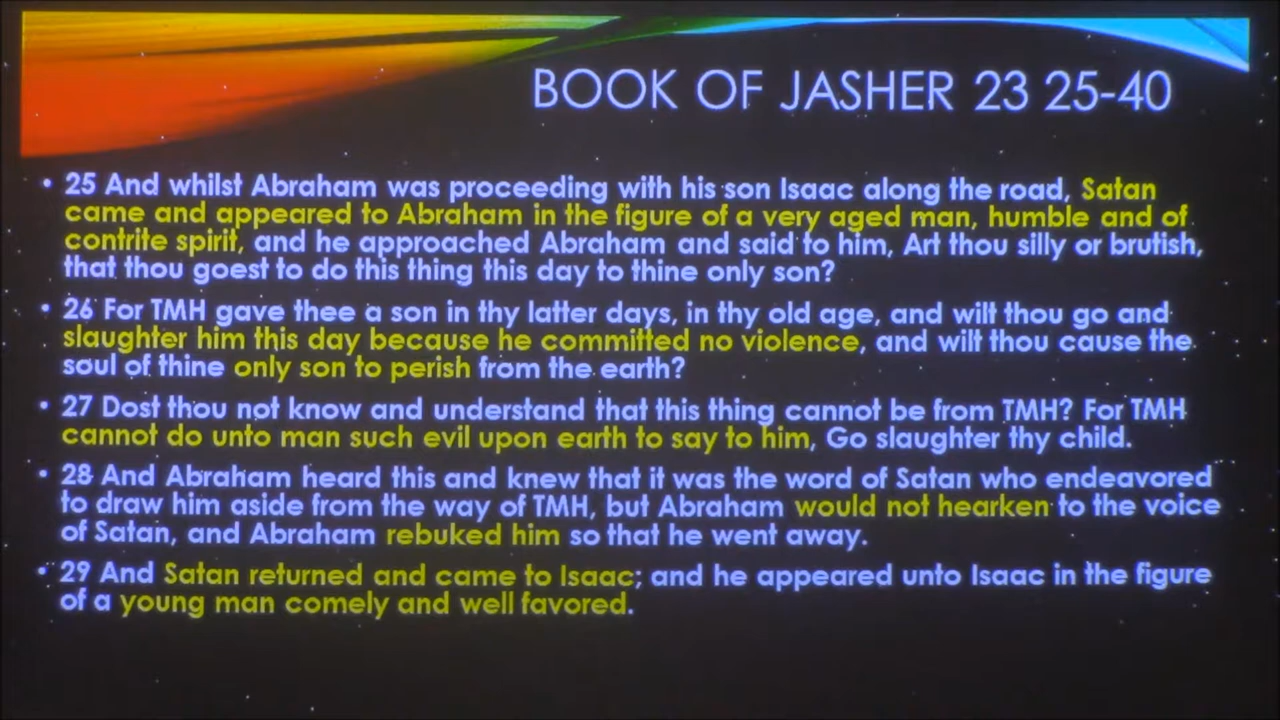 BOOK OF JASHER 23 25-40
• 25 And whilst Abraham was proceeding with his son Isaac along the road, Satan
came and appeared to Abraham in the figure of a very aged man, humble and of
contrite spirit, and he approached Abraham and said to him, Art thou silly or brutish,
that thou goest to do this thing this day to thine only son?
• 26 For TMH gave thee a son in thy latter days, in thy old age, and wilt thou go and
slaughter him this day because he committed no violence, and wilt thou cause the
soul of thine only son to perish from the earth?
• 27 Dost thou not know and understand that this thing cannot be from TMH? For TMH
cannot do unto man such evil upon earth to say to him, Go slaughter thy child.
• 28 And Abraham heard this and knew that it was the word of Satan who endeavored
to draw him aside from the way of TMH, but Abraham would not hearken to the voice
of Satan, and Abraham rebuked him so that he went away.
• 29 And Satan returned and came to Isaac; and he appeared unto Isaac in the figure
of a young man comely and well favored.